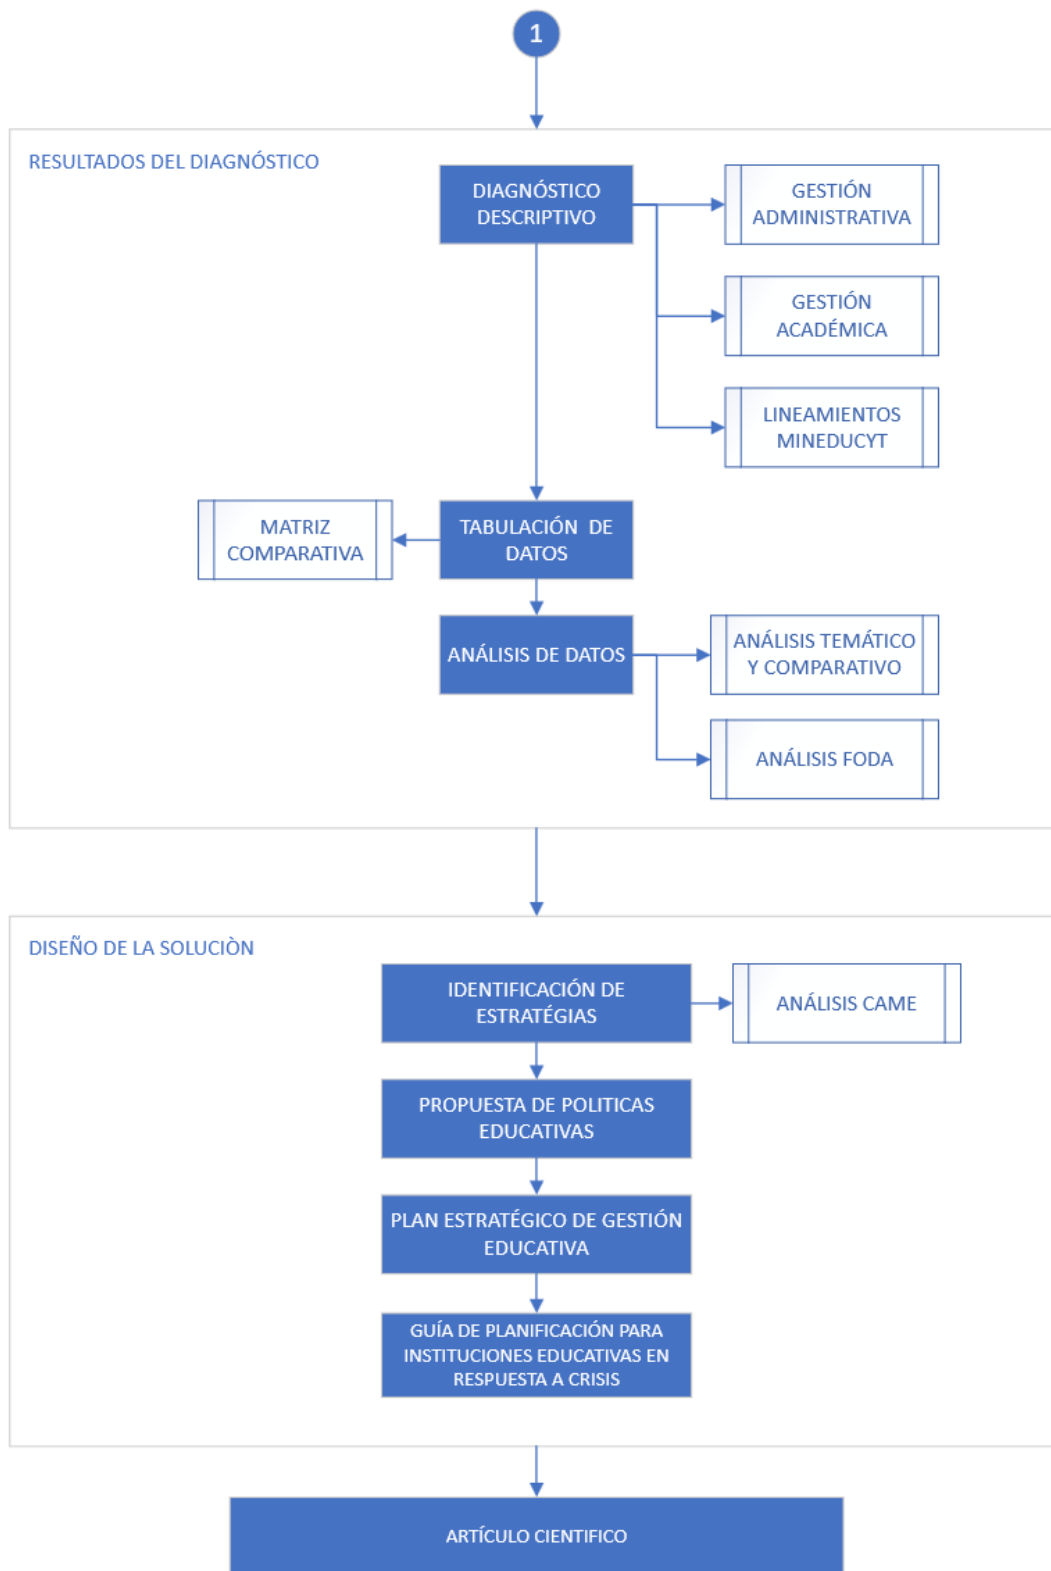 1
RESULTADOS DEL DIAGNÓSTICO
DIAGNÓSTICO
DESCRIPTIVO
GESTIÓN
ADMINISTRATIVA
GESTIÓN
ACADÉMICA
LINEAMIENTOS
MINEDUCYT
MATRIZ
COMPARATIVA
TABULACIÓN DE
DATOS
ANÁLISIS DE DATOS
ANÁLISIS TEMÁTICO
Y COMPARATIVO
ANÁLISIS FODA
DISEÑO DE LA SOLUCIÒN
IDENTIFICACIÓN DE
ESTRATÉGIAS
ANÁLISIS CAME
PROPUESTA DE POLITICAS
EDUCATIVAS
PLAN ESTRATÉGICO DE GESTIÓN
EDUCATIVA
GUÍA DE PLANIFICACIÓN PARA
INSTITUCIONES EDUCATIVAS EN
RESPUESTA A CRISIS
ARTÍCULO CIENTIFICO